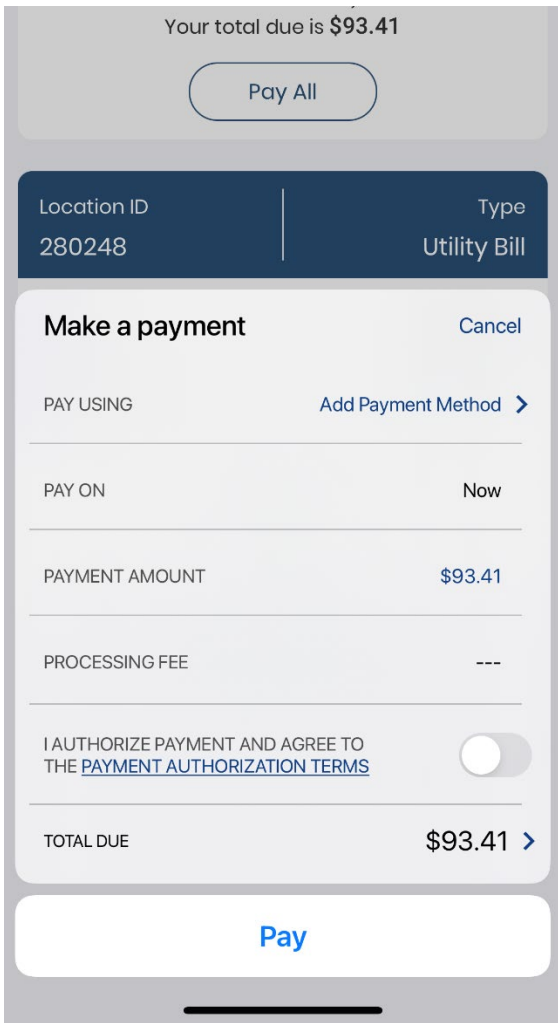 Your total due is $93.41
Pay All
Location ID
Type
280248
Utility Bill
Make a payment
Cancel
PAY USING
Add Payment Method
PAY ON
Now
PAYMENT AMOUNT
$93.41
PROCESSING FEE
---
I AUTHORIZE PAYMENT AND AGREE TO
THE PAYMENT AUTHORIZATION TERMS
TOTAL DUE
$93.41
Pay